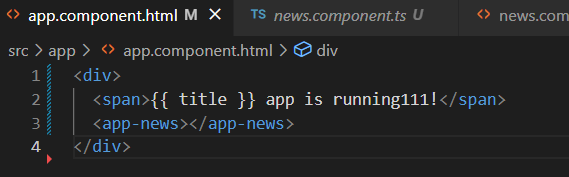 app.component.html M TS news.component.ts U news.com
src app app.component.html div
1 <div>
2 <span>{{ title }} app is running111!</span>
3 <app-news></app-news>
4 </div>